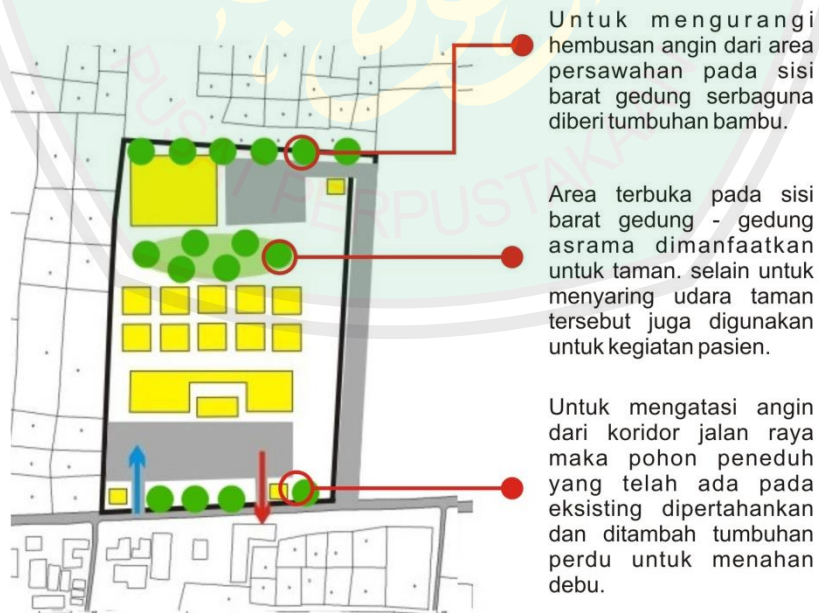 Untuk mengurangi
hembusan angin dari area
persawahan pada sisi
barat gedung serbaguna
diberi tumbuhan bambu.
Area terbuka pada sisi
barat gedung - gedung
asrama dimanfaatkan
untuk taman. selain untuk
menyaring udara taman
tersebut juga digunakan
untuk kegiatan pasien.
Untuk mengatasi angin
dari koridor jalan raya
maka pohon peneduh
yang telah ada pada
eksisting dipertahankan
dan ditambah tumbuhan
perdu untuk menahan
debu.
PUSAT PERPUSTAKAAN